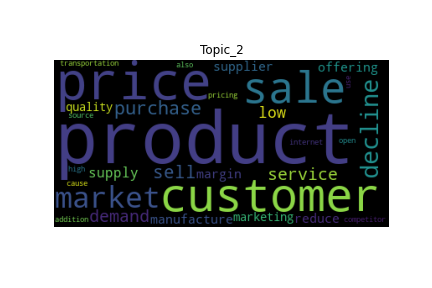 Topic_2
transportation also supplier offering
price sale
quality purchase pricing low use
source
product internet open decline
high supply sell margin service
cause market customer
addition demand manufacture marketing reduce competitor